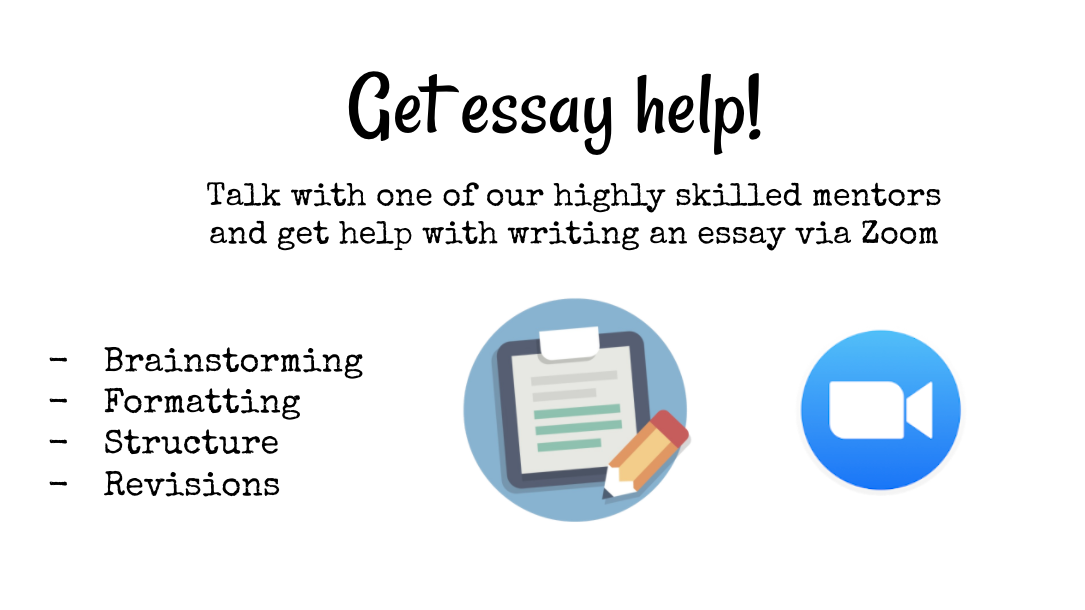 Get essay help!
Talk with one of our highly skilled mentors
and get help with writing an essay via Zoom
- Brainstorming
- Formatting
- Structure
- Revisions